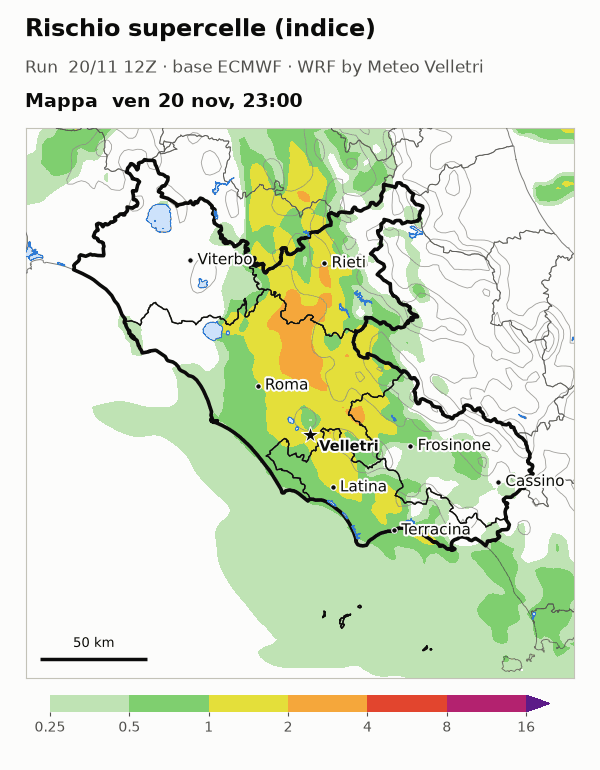 Rischio supercelle (indice)
Run  20/11 12Z · base ECMWF · WRF by Meteo Velletri
Mappa  ven 20 nov, 23:00
Viterbo
Rieti
Roma
Velletri
Frosinone
Latina
Cassino
Terracina
50 km
0.25 0.5 1 2 4 8 16